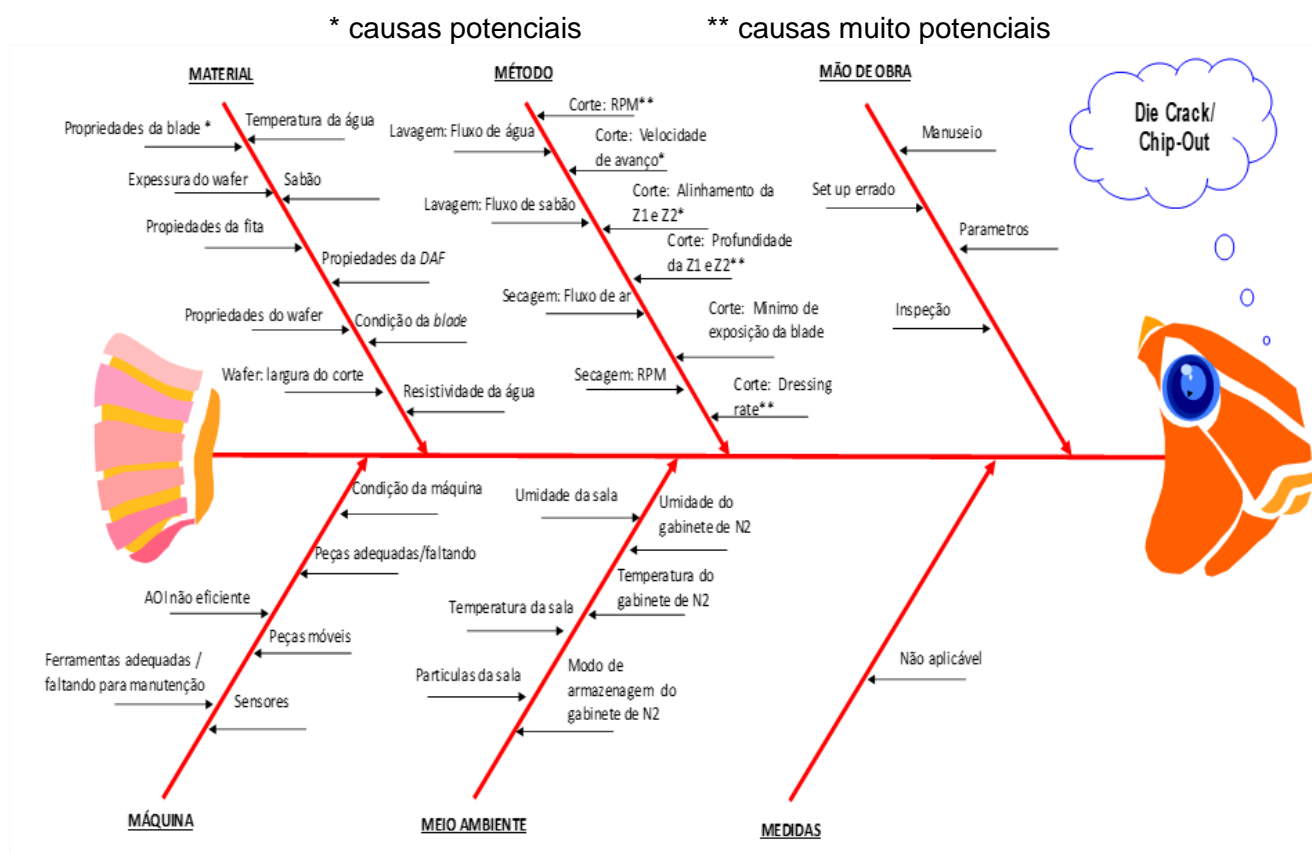 * causas potenciais
** causas muito potenciais
MATERIAL
Propriedades da blade *
Temperatura da água
Expessura do wafer
Sabão
Propiedades da fita
Propiedades da DAF
Propriedades do wafer
Condição da blade
Wafer: largura do corte
Resistividade da água
MÉTODO
Corte: RPM**
Lavagem: Fluxo de água
Corte: Velocidade
de avanço*
Lavagem: Fluxo de sabão
Corte: Alinhamento da
Z1 e Z2*
Corte: Profundidade
da Z1 e Z2**
Secagem: Fluxo de ar
Corte: Minimo de
exposição da blade
Secagem: RPM
Corte: Dressing
rate**
MÃO DE OBRA
Manuseio
Set up errado
Parametros
Inspeção
Die Crack/
Chip-Out
Condição da máquina
Peças adequadas/faltando
AOI não eficiente
Peças móveis
Ferramentas adequadas /
faltando para manutenção
Sensores
MÁQUINA
Umidade da sala
Umidade do
gabinete de N2
Temperatura do
gabinete de N2
Temperatura da sala
Particulas da sala
Modo de
armazenagem do
gabinete de N2
MEIO AMBIENTE
Não aplicável
MEDIDAS